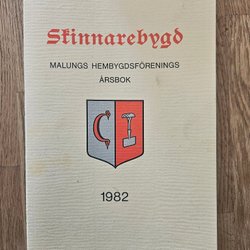 Skinnarebygd
MALUNGS HEMBYGDSFÖRENINGS
ÅRSBOK
1982